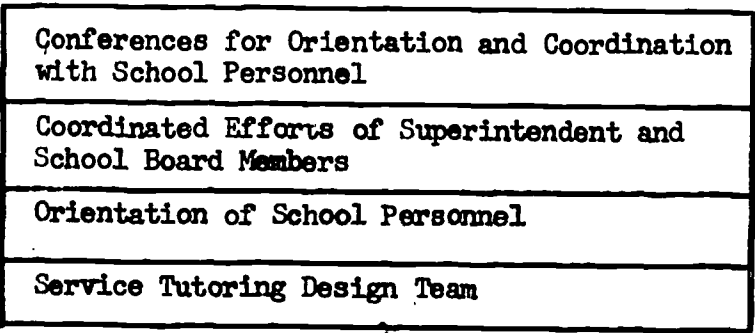 Conferences for Orientation and Coordination
with School Personnel
Coordinated Efforts of Superintendent and
School Board Members
Orientation of School Personnel
Service Tutoring Design Team